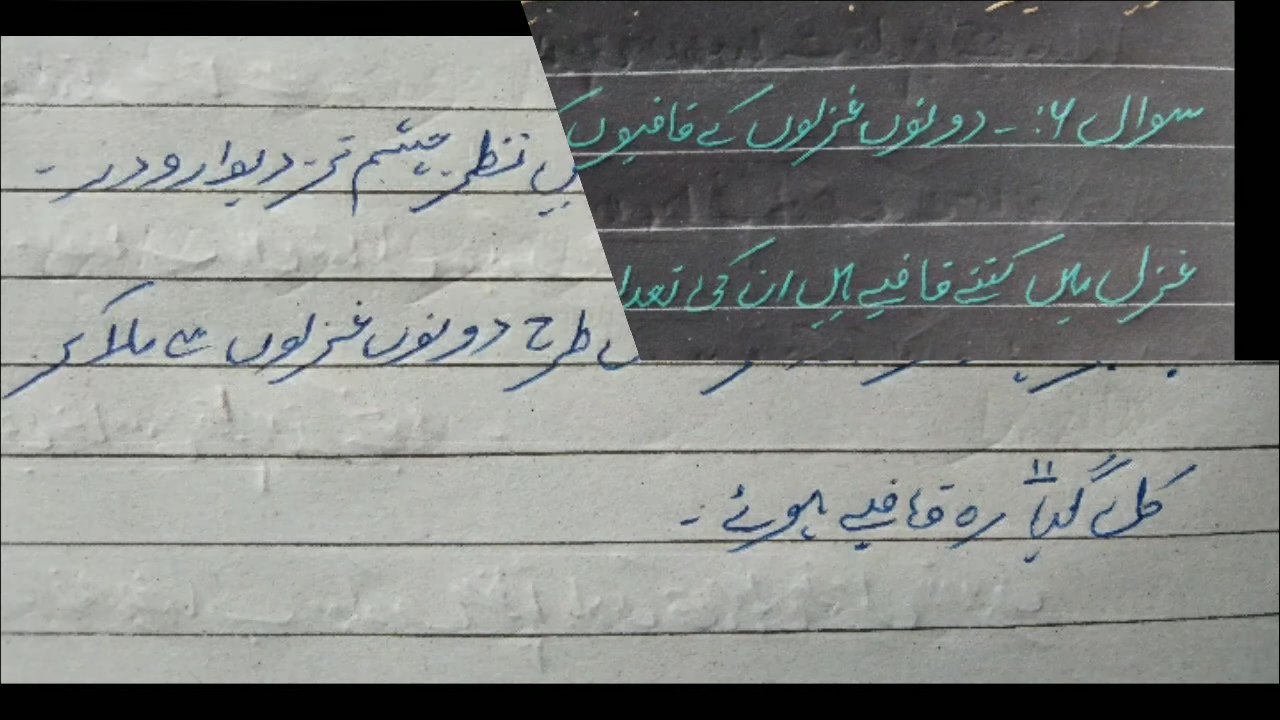 سوال ۶:۔ دونوں غزلوں کے قافیوں
غزل میں کتنے قافیے ہیں ان کی
نظر۔ چشم تر۔ دیوار و در۔
طرح دونوں غزلوں سے ملا کر
کل گیارہ ۱۱ قافیے ہوئے۔